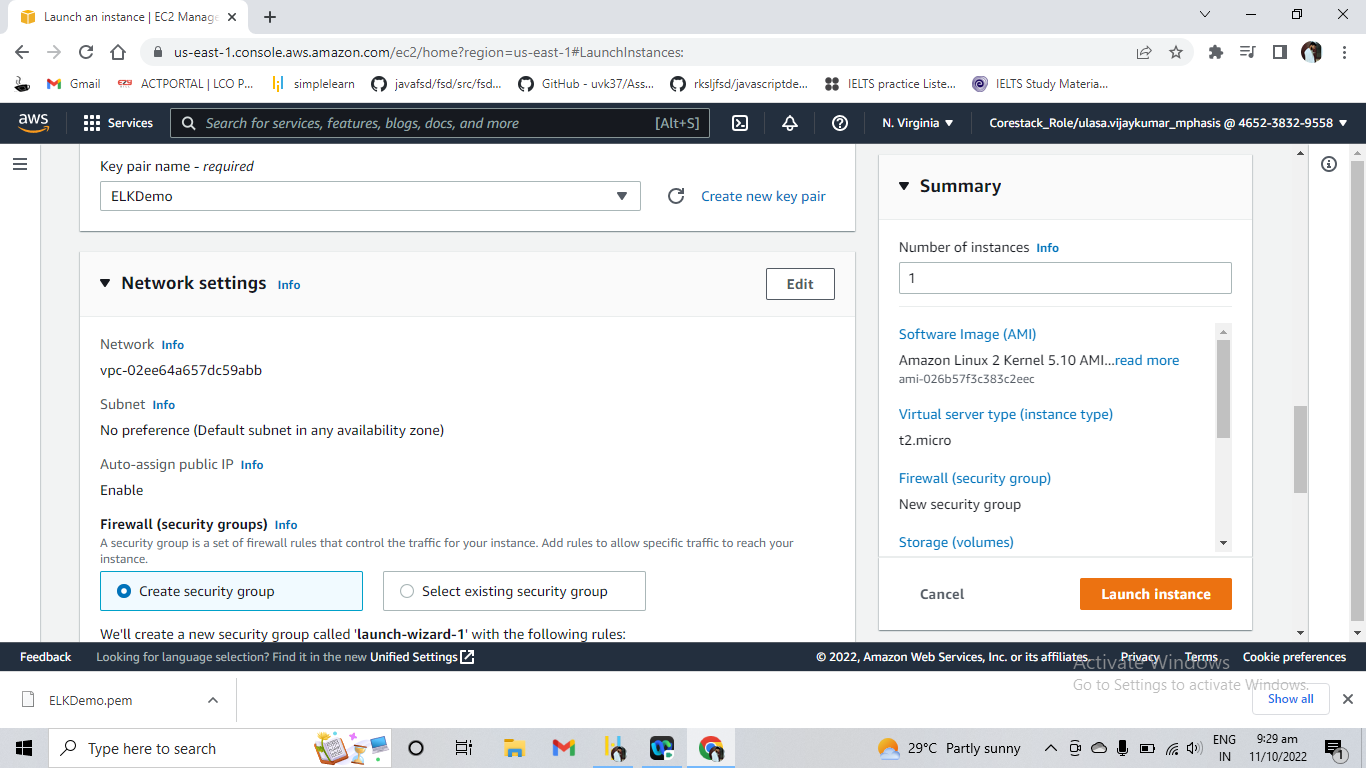 Launch an instance | EC2 Manage
us-east-1.console.aws.amazon.com/ec2/home?region=us-east-1#LaunchInstances:
Gmail
ACTPORTAL | LCO P...
simplelearn
javafsd/fsd/src/fsd...
GitHub - uvk37/Ass...
rksljfsd/javascriptde...
IELTS practice Liste...
IELTS Study Materia...
aws
Services
Search for services, features, blogs, docs, and more
[Alt+S]
N. Virginia
Corestack_Role/ulasa.vijaykumar_mphasis @ 4652-3832-9558
Key pair name - required
ELKDemo
Create new key pair
Network settings Info
Edit
Network Info
vpc-02ee64a657dc59abb
Subnet Info
No preference (Default subnet in any availability zone)
Auto-assign public IP Info
Enable
Firewall (security groups) Info
A security group is a set of firewall rules that control the traffic for your instance. Add rules to allow specific traffic to reach your
instance.
Create security group
Select existing security group
We'll create a new security group called 'launch-wizard-1' with the following rules:
Summary
Number of instances Info
1
Software Image (AMI)
Amazon Linux 2 Kernel 5.10 AMI...read more
ami-026b57f3c383c2eec
Virtual server type (instance type)
t2.micro
Firewall (security group)
New security group
Storage (volumes)
Cancel
Launch instance
Feedback
Looking for language selection? Find it in the new Unified Settings
© 2022, Amazon Web Services, Inc. or its affiliates.
Privacy
Terms
Cookie preferences
Activate Windows
Go to Settings to activate Windows.
ELKDemo.pem
Show all
Type here to search
29°C Partly sunny
ENG
IN
9:29 am
11/10/2022
1